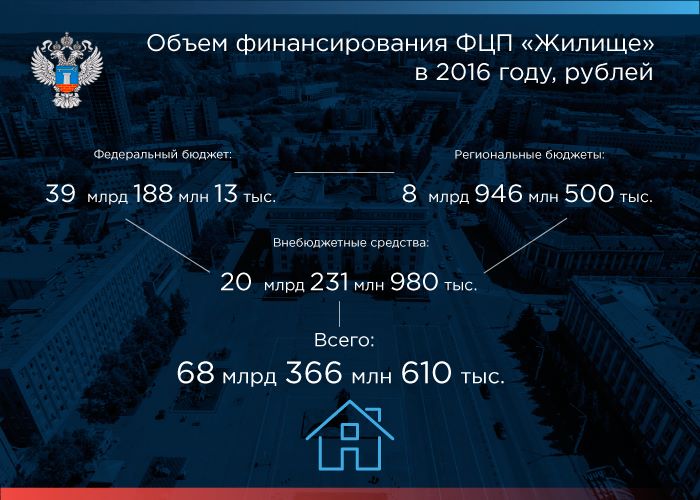 Объем финансирования ФЦП «Жилище»
в 2016 году, рублей
Федеральный бюджет:
39 млрд 188 млн 13 тыс.
Региональные бюджеты:
8 млрд 946 млн 500 тыс.
Внебюджетные средства:
20 млрд 231 млн 980 тыс.
Всего:
68 млрд 366 млн 610 тыс.